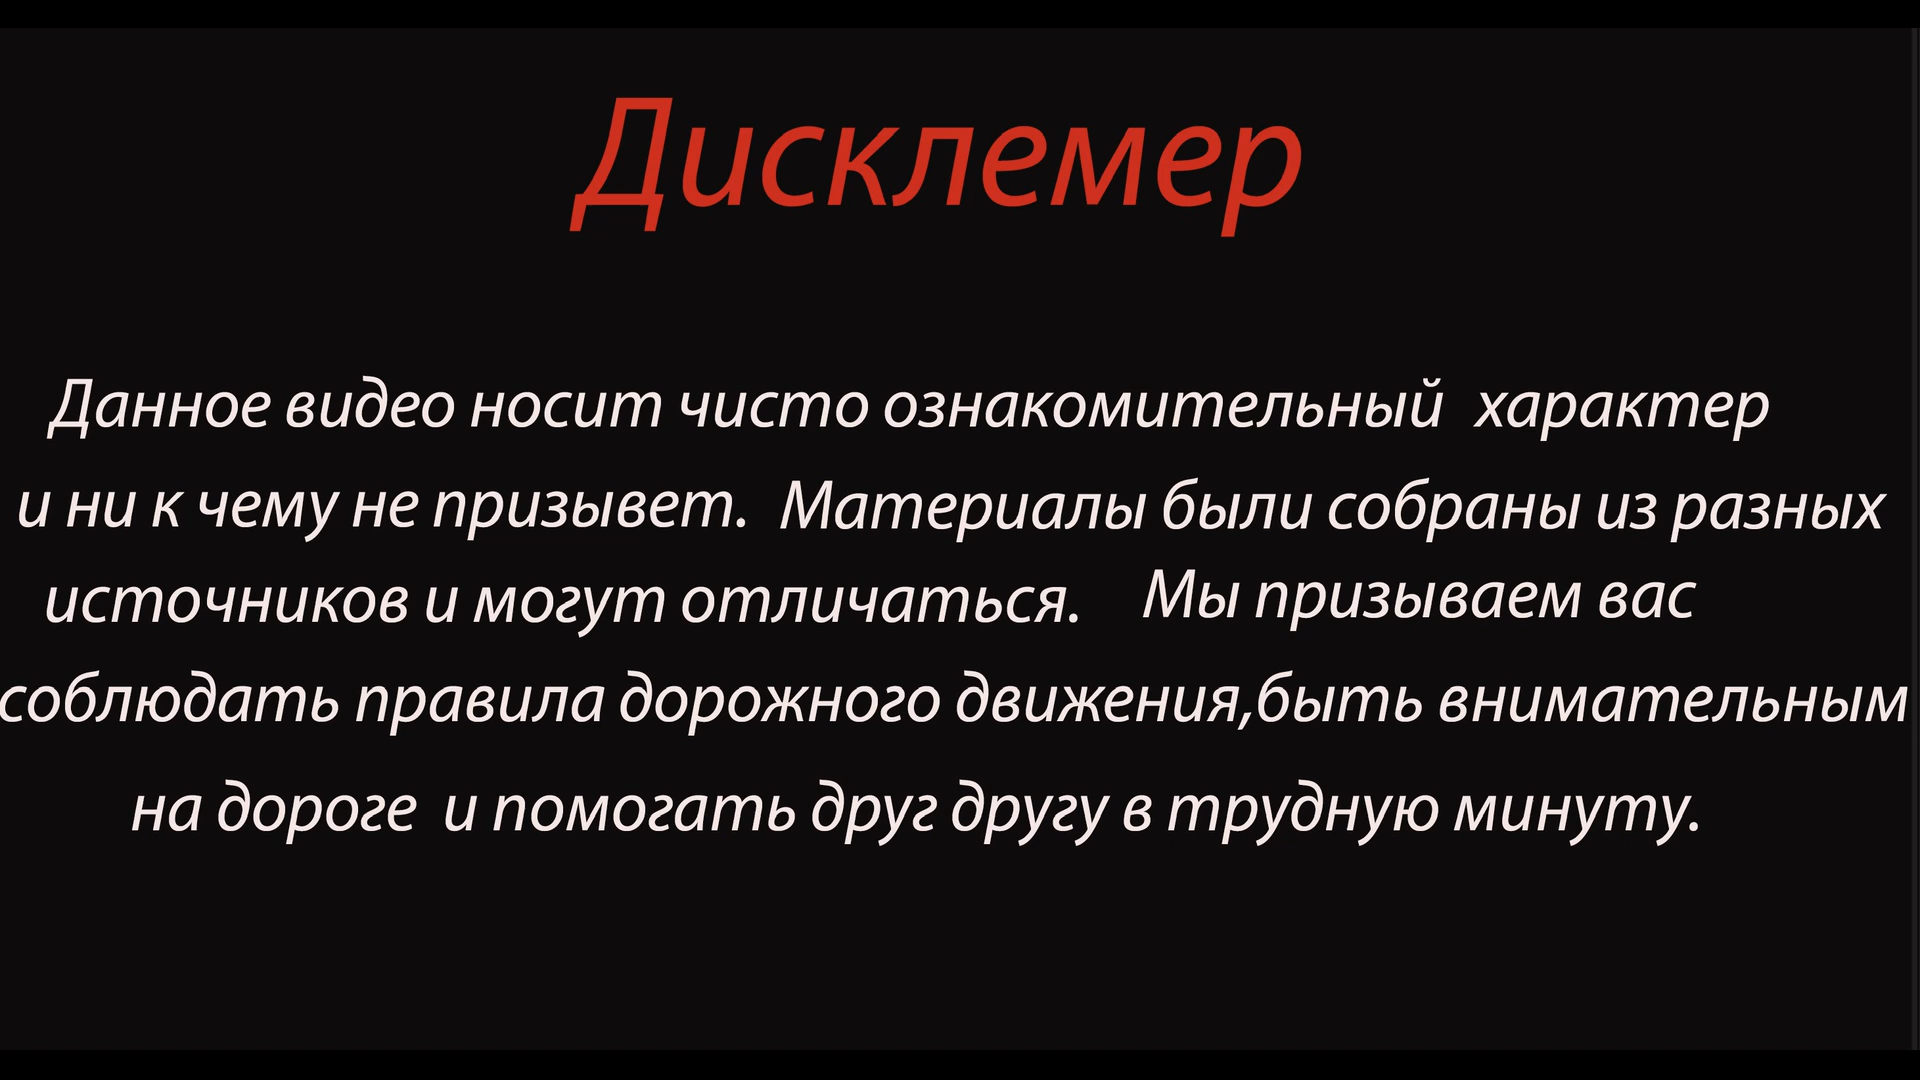 Дисклемер
Данное видео носит чисто ознакомительный характер
и ни к чему не призывет. Материалы были собраны из разных
источников и могут отличаться. Мы призываем вас
соблюдать правила дорожного движения,быть внимательным
на дороге и помогать друг другу в трудную минуту.